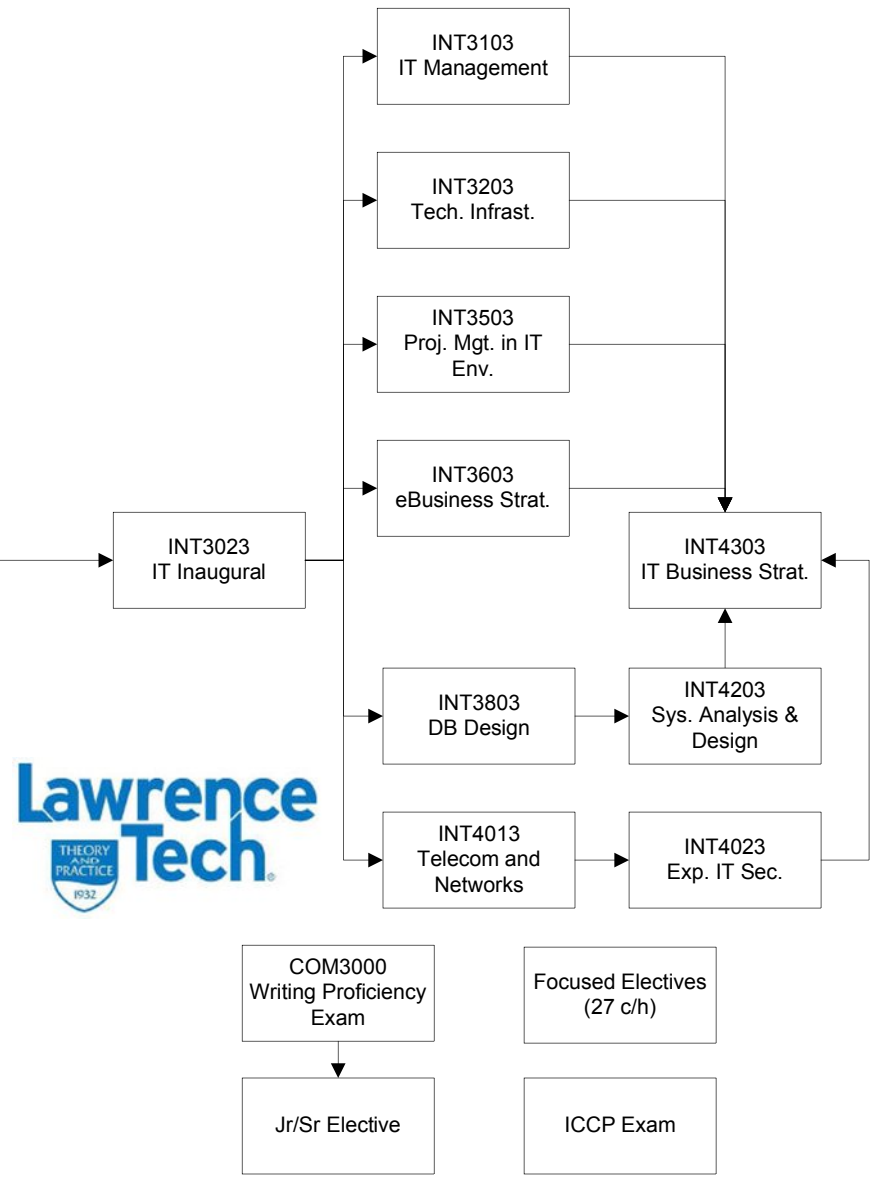 INT3103
IT Management
INT3203
Tech. Infrast.
INT3503
Proj. Mgt. in IT
Env.
INT3603
eBusiness Strat.
INT3023
IT Inaugural
INT4303
IT Business Strat.
INT3803
DB Design
INT4203
Sys. Analysis &
Design
Lawrence
Tech
THEORY
AND
PRACTICE
1932
INT4013
Telecom and
Networks
INT4023
Exp. IT Sec.
COM3000
Writing Proficiency
Exam
Focused Electives
(27 c/h)
Jr/Sr Elective
ICCP Exam